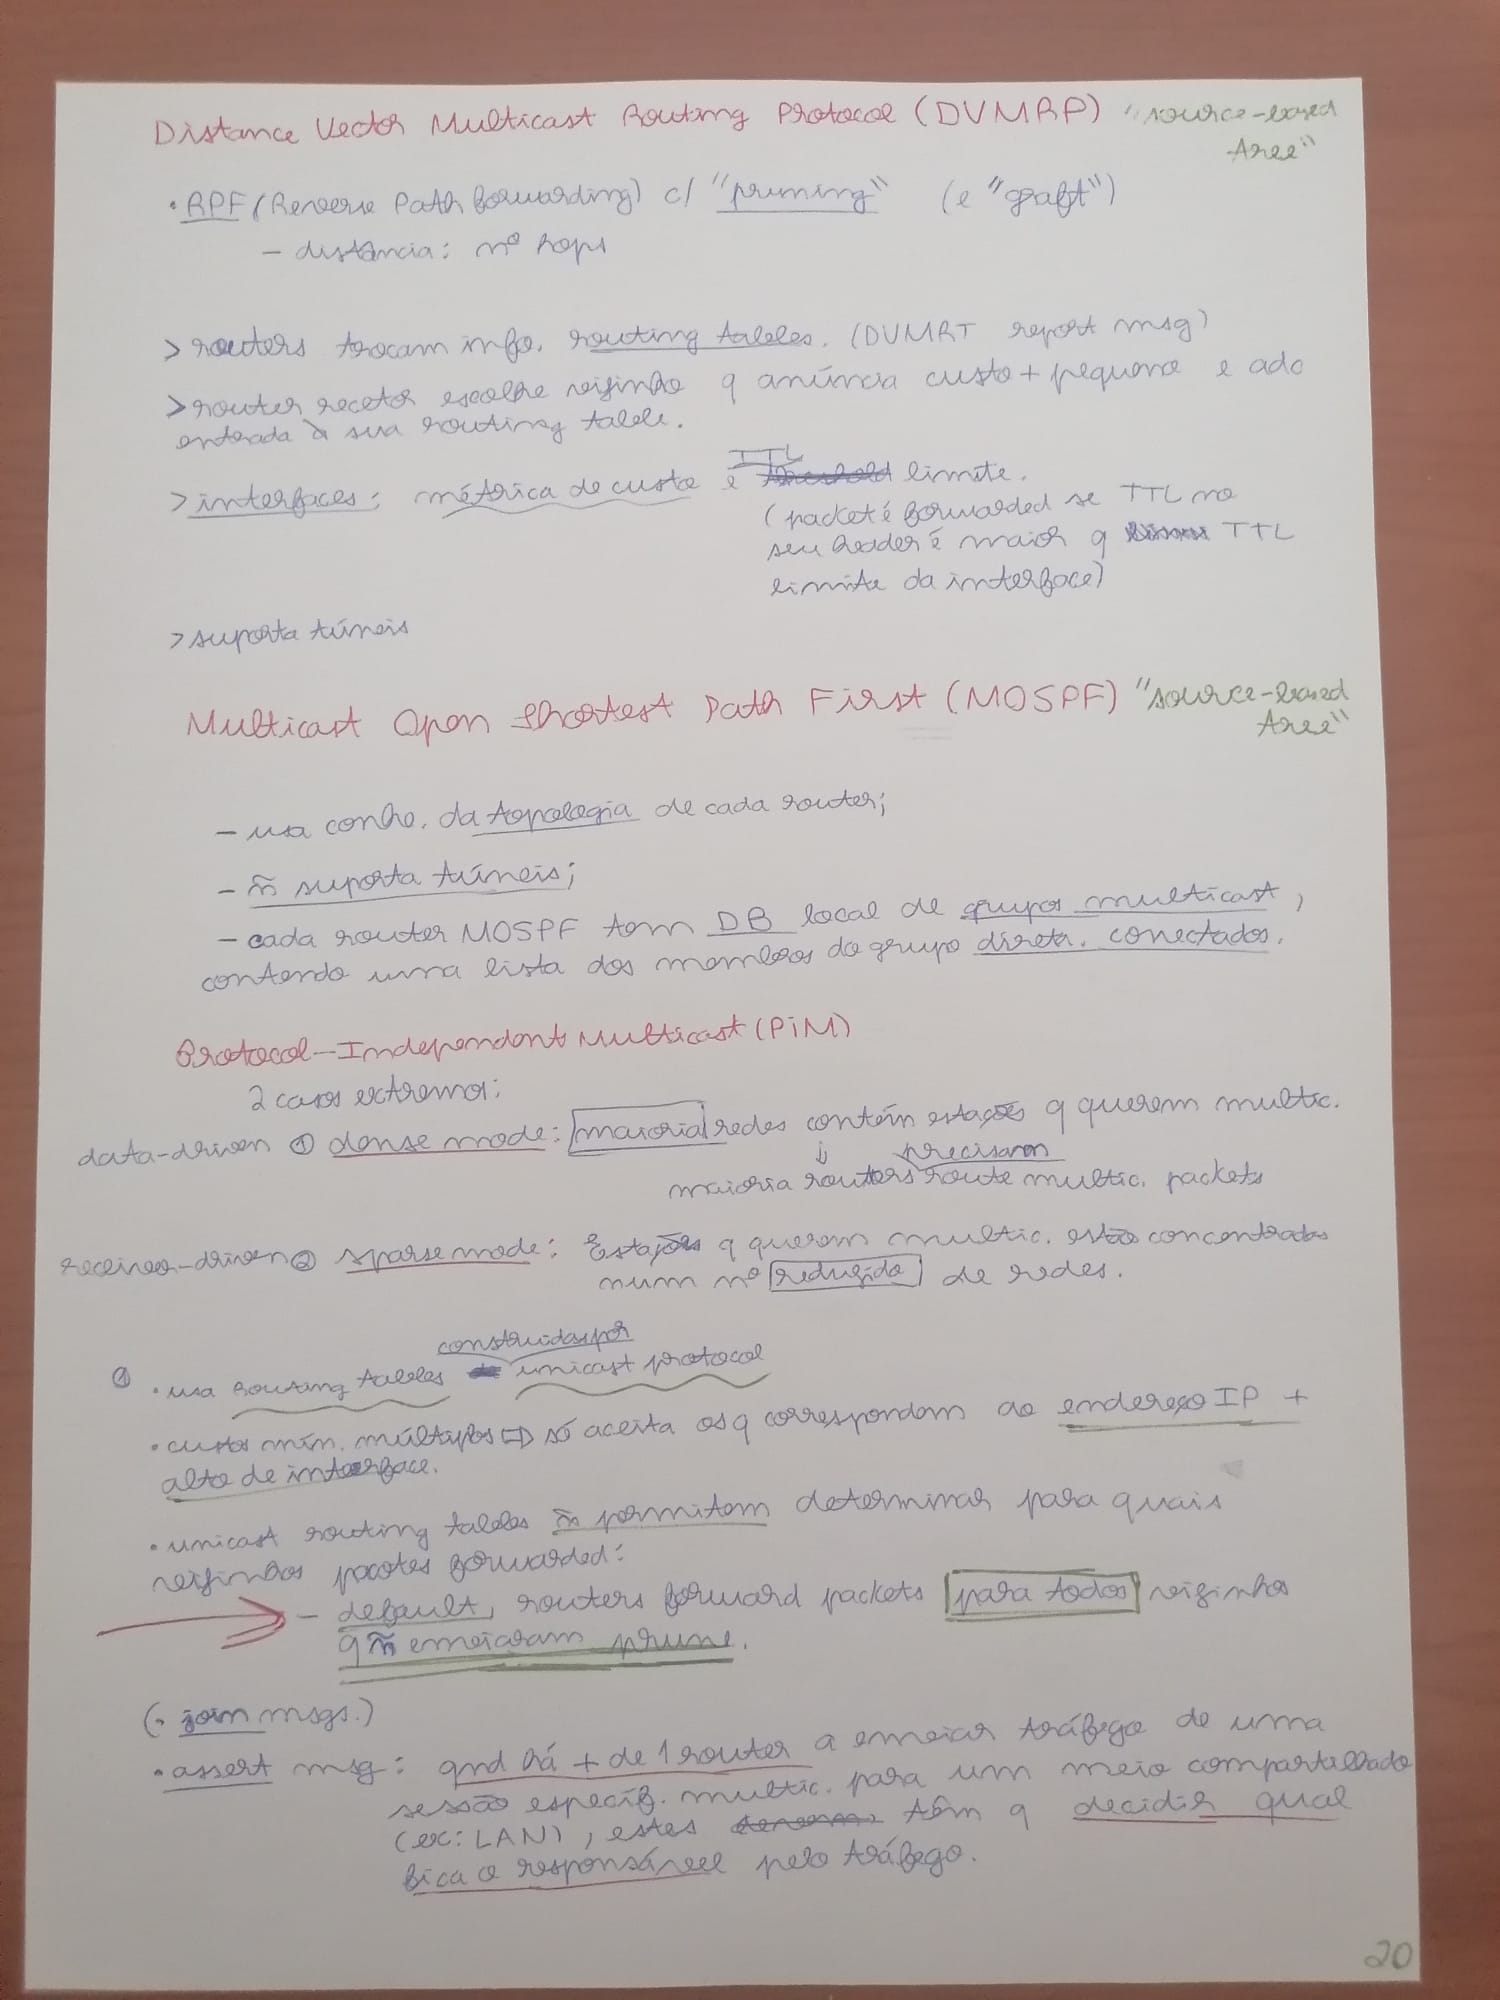 Distance Vector Multicast Routing Protocol (DVMRP) "source-based
tree"
• RPF (Reverse Path forwarding) c/ "pruning" (e "graft")
- distância: nº hops
> routers trocam info. routing tables. (DVMRT report msg)
> router recetor escolhe vizinho q anúncia custo + pequeno e add
entrada à sua routing table.
> interfaces: métrica de custo e TTL limite.
(packet é forwarded se TTL no
seu header é maior q TTL
limite da interface)
> suporta túneis
Multicast Open Shortest Path First (MOSPF) "source-based
tree"
- usa conhe. da topologia de cada router;
- ñ suporta túneis;
- cada router MOSPF tem DB local de grupos multicast,
contendo uma lista dos membros do grupo direta. conectados.
Protocol-Independent Multicast (PiM)
2 casos extremos:
data-driven ① dense mode: maioria redes contém estações q querem multic.
↓ precisam
maioria routers route multic. packets
receiver-driven ② sparse mode: Estações q querem multic. estão concentradas
num nº reduzido de redes.
construidas por
① • usa routing tables unicast protocol
• custos mín. múltiplos ⇨ só aceita os q correspondem ao endereço IP +
alto de interface.
• unicast routing tables ñ permitem determinar para quais
vizinhos pacotes forwarded:
- default, routers forward packets para todos vizinhos
q ñ enviaram prune.
(• join msgs.)
• assert msg: qnd há + de 1 router a enviar tráfego de uma
sessão específ. multic. para um meio compartilhado
(ex: LAN), estes têm q decidir qual
fica o responsável pelo tráfego.
20